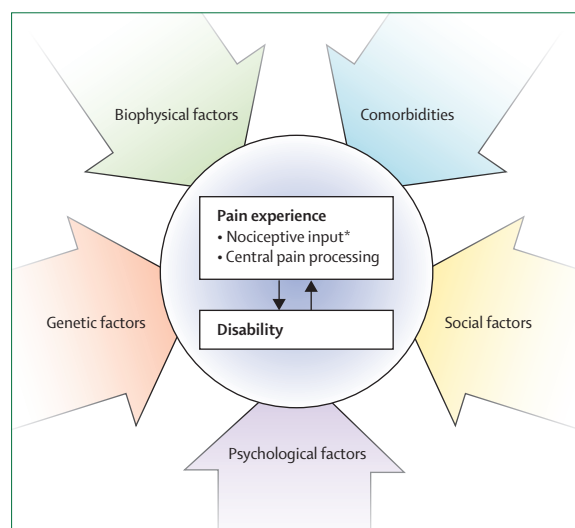 Biophysical factors
Comorbidities
Pain experience
• Nociceptive input*
• Central pain processing
Disability
Genetic factors
Social factors
Psychological factors